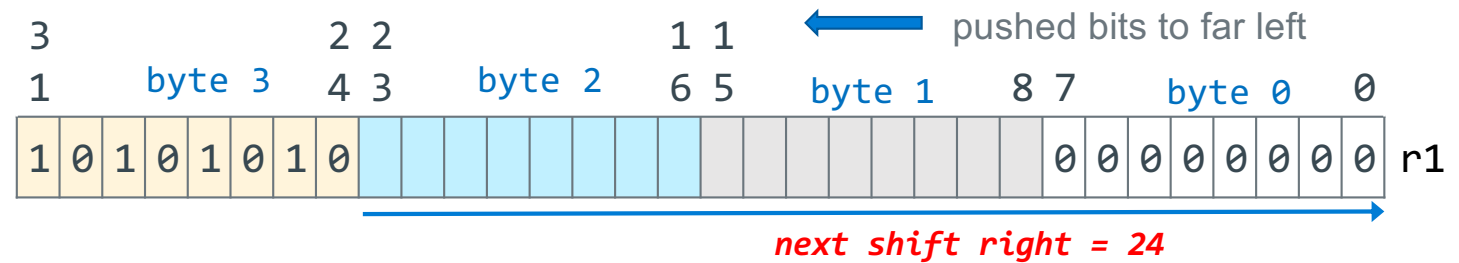 pushed bits to far left
3 2 2 1 1
1 byte 3 4 3 byte 2 6 5 byte 1 8 7 byte 0 0
1 0 1 0 1 0 1 0 0 0 0 0 0 0 0 0 r1
next shift right = 24